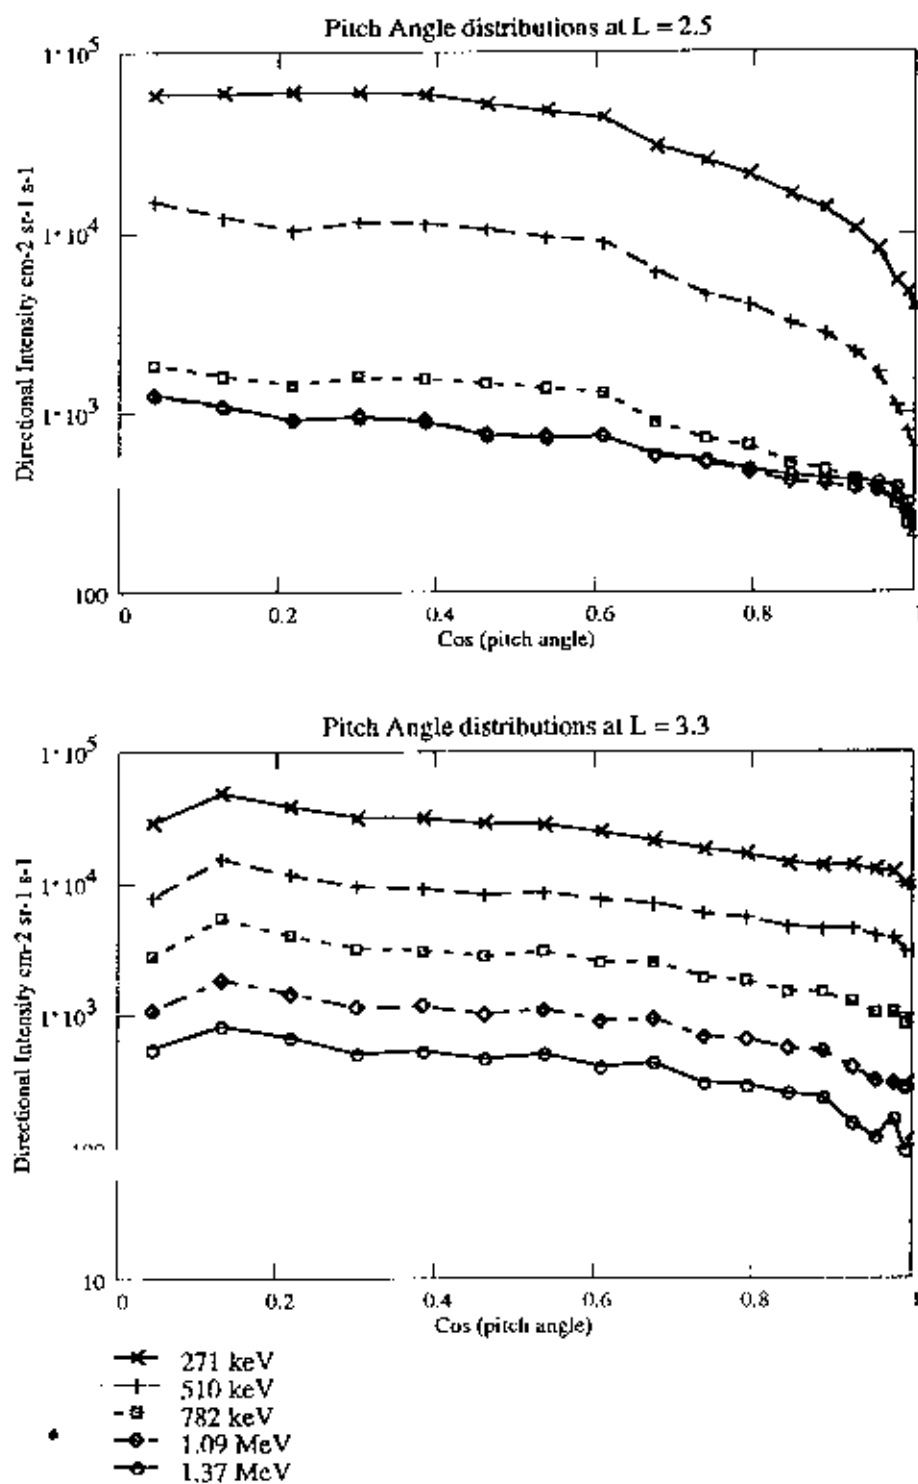 Pitch Angle distributions at L = 2.5
1·10^5
1·10^4
1·10^3
100
Directional Intensity cm-2 sr-1 s-1
0 0.2 0.4 0.6 0.8
Cos (pitch angle)
Pitch Angle distributions at L = 3.3
1·10^5
1·10^4
1·10^3
100
10
Directional Intensity cm-2 sr-1 s-1
0 0.2 0.4 0.6 0.8
Cos (pitch angle)
271 keV
510 keV
782 keV
1.09 MeV
1.37 MeV